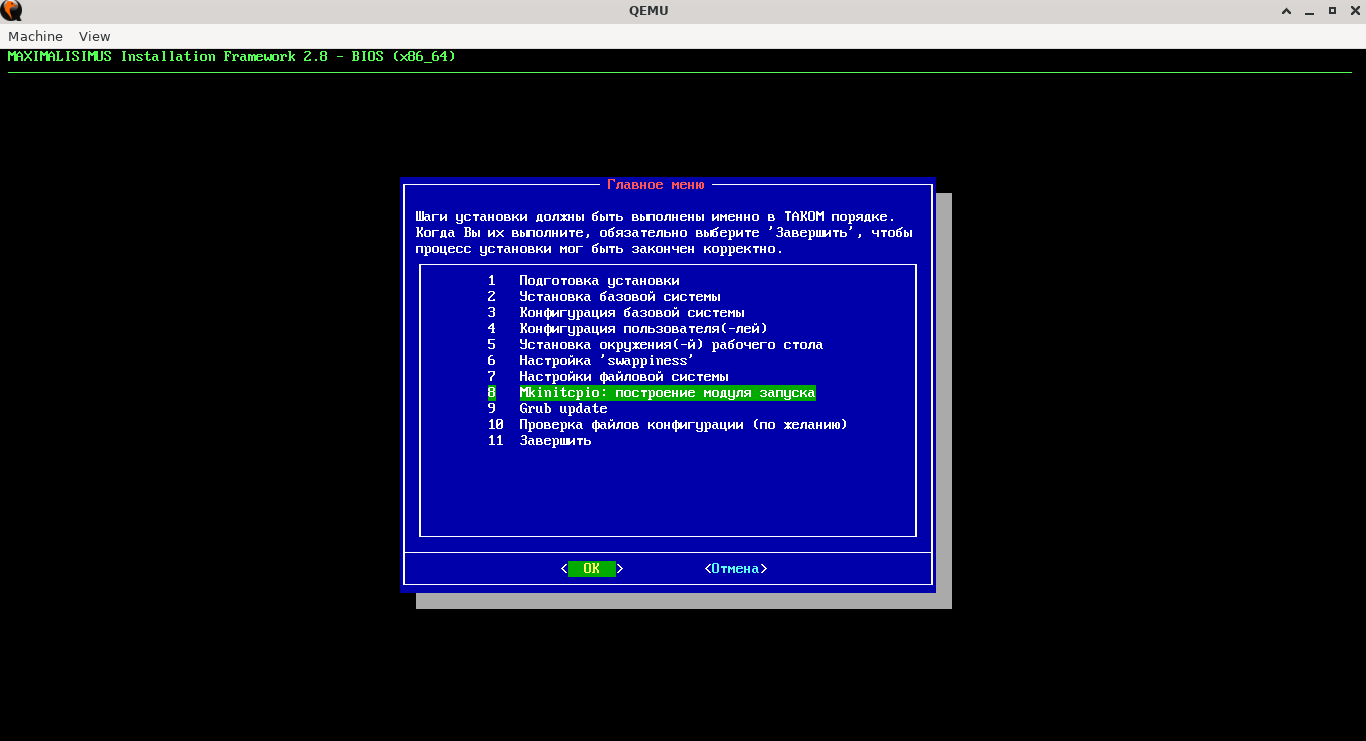 QEMU
Machine View
MAXIMALISIMUS Installation Framework 2.8 - BIOS (x86_64)
Главное меню
Шаги установки должны быть выполнены именно в ТАКОМ порядке.
Когда Вы их выполните, обязательно выберите 'Завершить', чтобы
процесс установки мог быть закончен корректно.
1 Подготовка установки
2 Установка базовой системы
3 Конфигурация базовой системы
4 Конфигурация пользователя(-лей)
5 Установка окружения(-й) рабочего стола
6 Настройка 'swappiness'
7 Настройки файловой системы
8 Mkinitcpio: построение модуля запуска
9 Grub update
10 Проверка файлов конфигурации (по желанию)
11 Завершить
< OK > <Отмена>